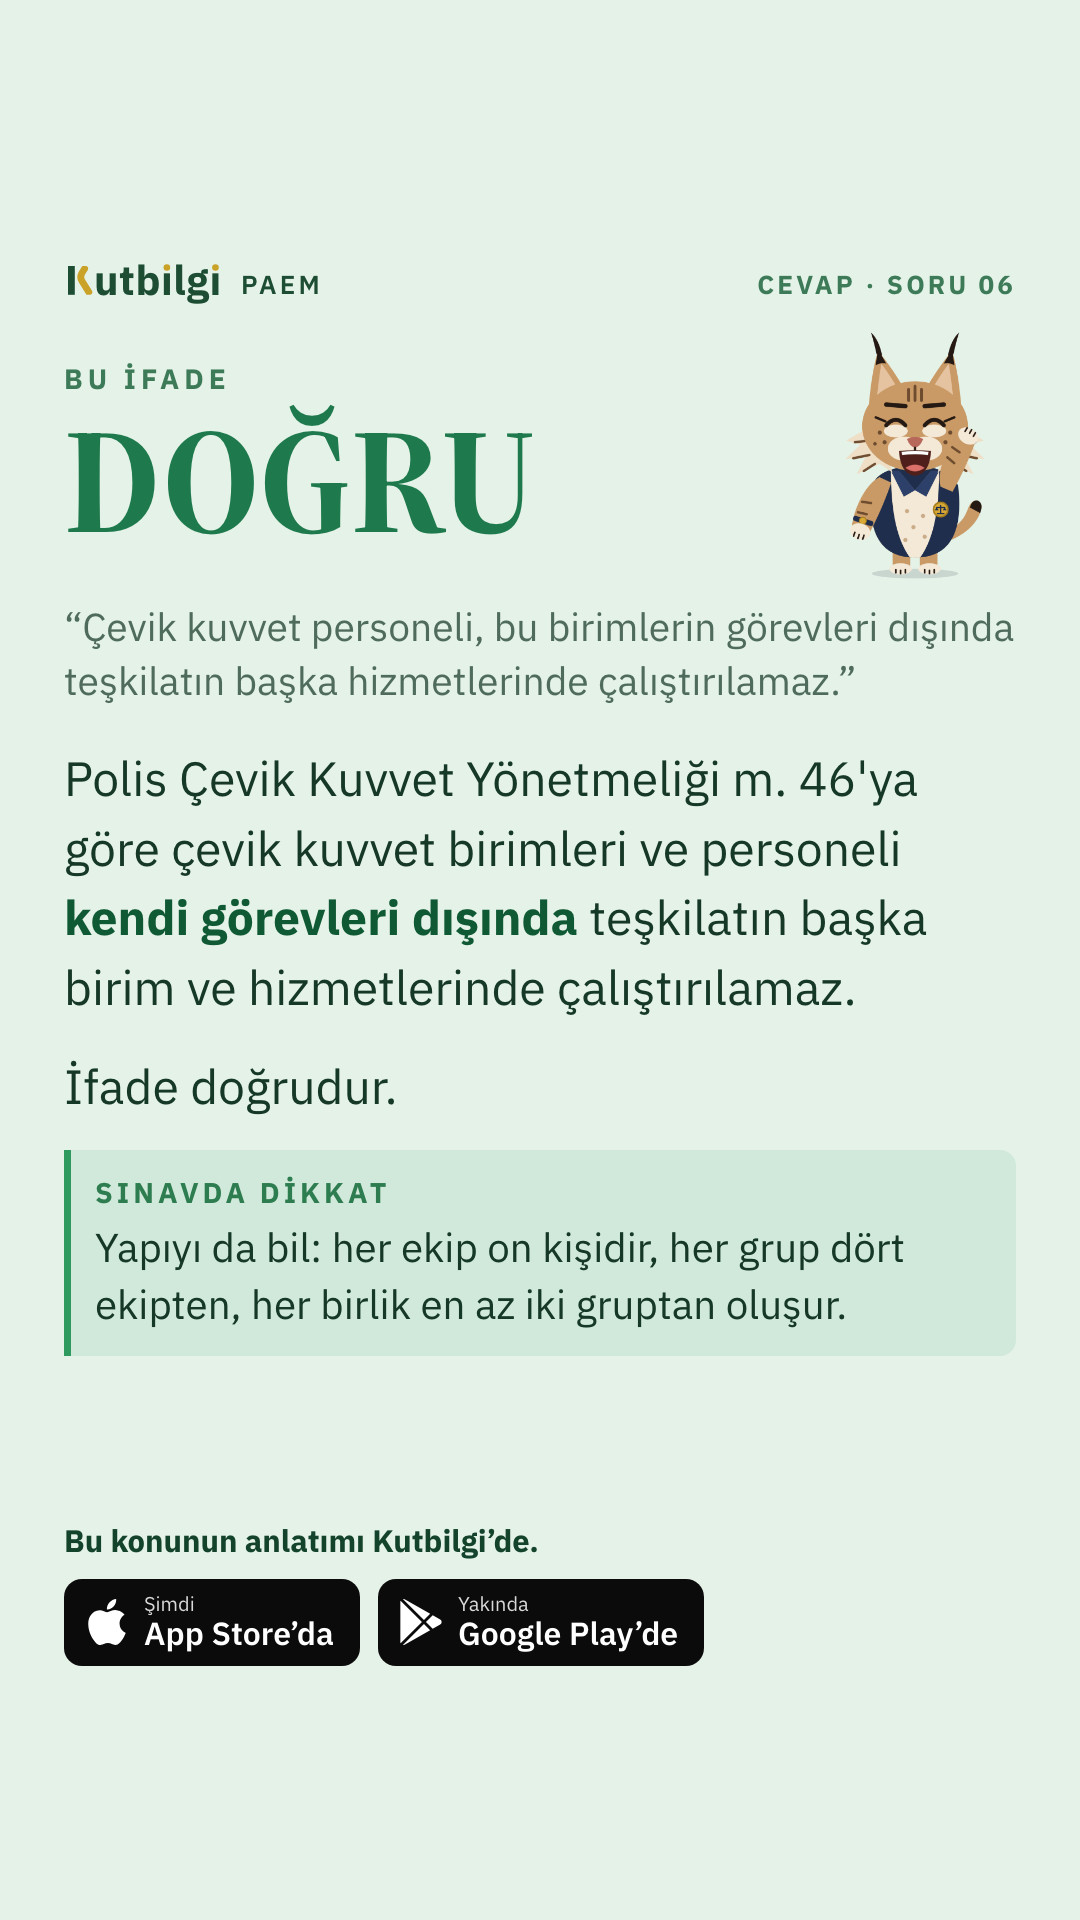 Kutbilgi PAEM
CEVAP · SORU 06
BU İFADE
DOĞRU
“Çevik kuvvet personeli, bu birimlerin görevleri dışında
teşkilatın başka hizmetlerinde çalıştırılamaz.”
Polis Çevik Kuvvet Yönetmeliği m. 46'ya
göre çevik kuvvet birimleri ve personeli
kendi görevleri dışında teşkilatın başka
birim ve hizmetlerinde çalıştırılamaz.
İfade doğrudur.
SINAVDA DİKKAT
Yapıyı da bil: her ekip on kişidir, her grup dört
ekipten, her birlik en az iki gruptan oluşur.
Bu konunun anlatımı Kutbilgi’de.
Şimdi
App Store’da
Yakında
Google Play’de